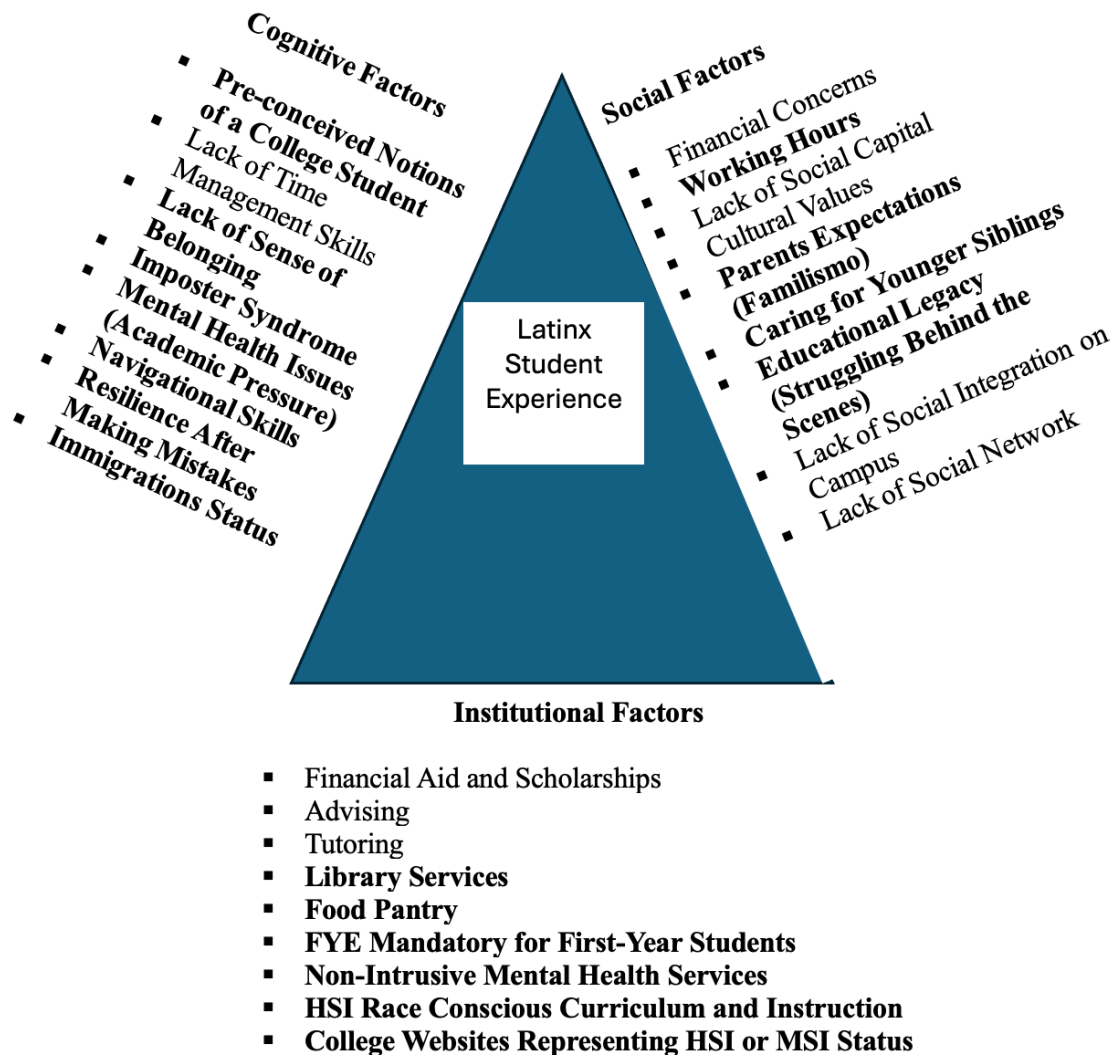 Cognitive Factors
▪ Pre-conceived Notions
of a College Student
▪ Lack of Time
Management Skills
▪ Lack of Sense of
Belonging
▪ Imposter Syndrome
▪ Mental Health Issues
(Academic Pressure)
▪ Navigational Skills
▪ Resilience After
Making Mistakes
▪ Immigrations Status
Social Factors
▪ Financial Concerns
▪ Working Hours
▪ Lack of Social Capital
▪ Cultural Values
▪ Parents Expectations
(Familismo)
▪ Caring for Younger Siblings
▪ Educational Legacy
(Struggling Behind the
Scenes)
▪ Lack of Social Integration on
Campus
▪ Lack of Social Network
Latinx
Student
Experience
Institutional Factors
▪ Financial Aid and Scholarships
▪ Advising
▪ Tutoring
▪ Library Services
▪ Food Pantry
▪ FYE Mandatory for First-Year Students
▪ Non-Intrusive Mental Health Services
▪ HSI Race Conscious Curriculum and Instruction
▪ College Websites Representing HSI or MSI Status